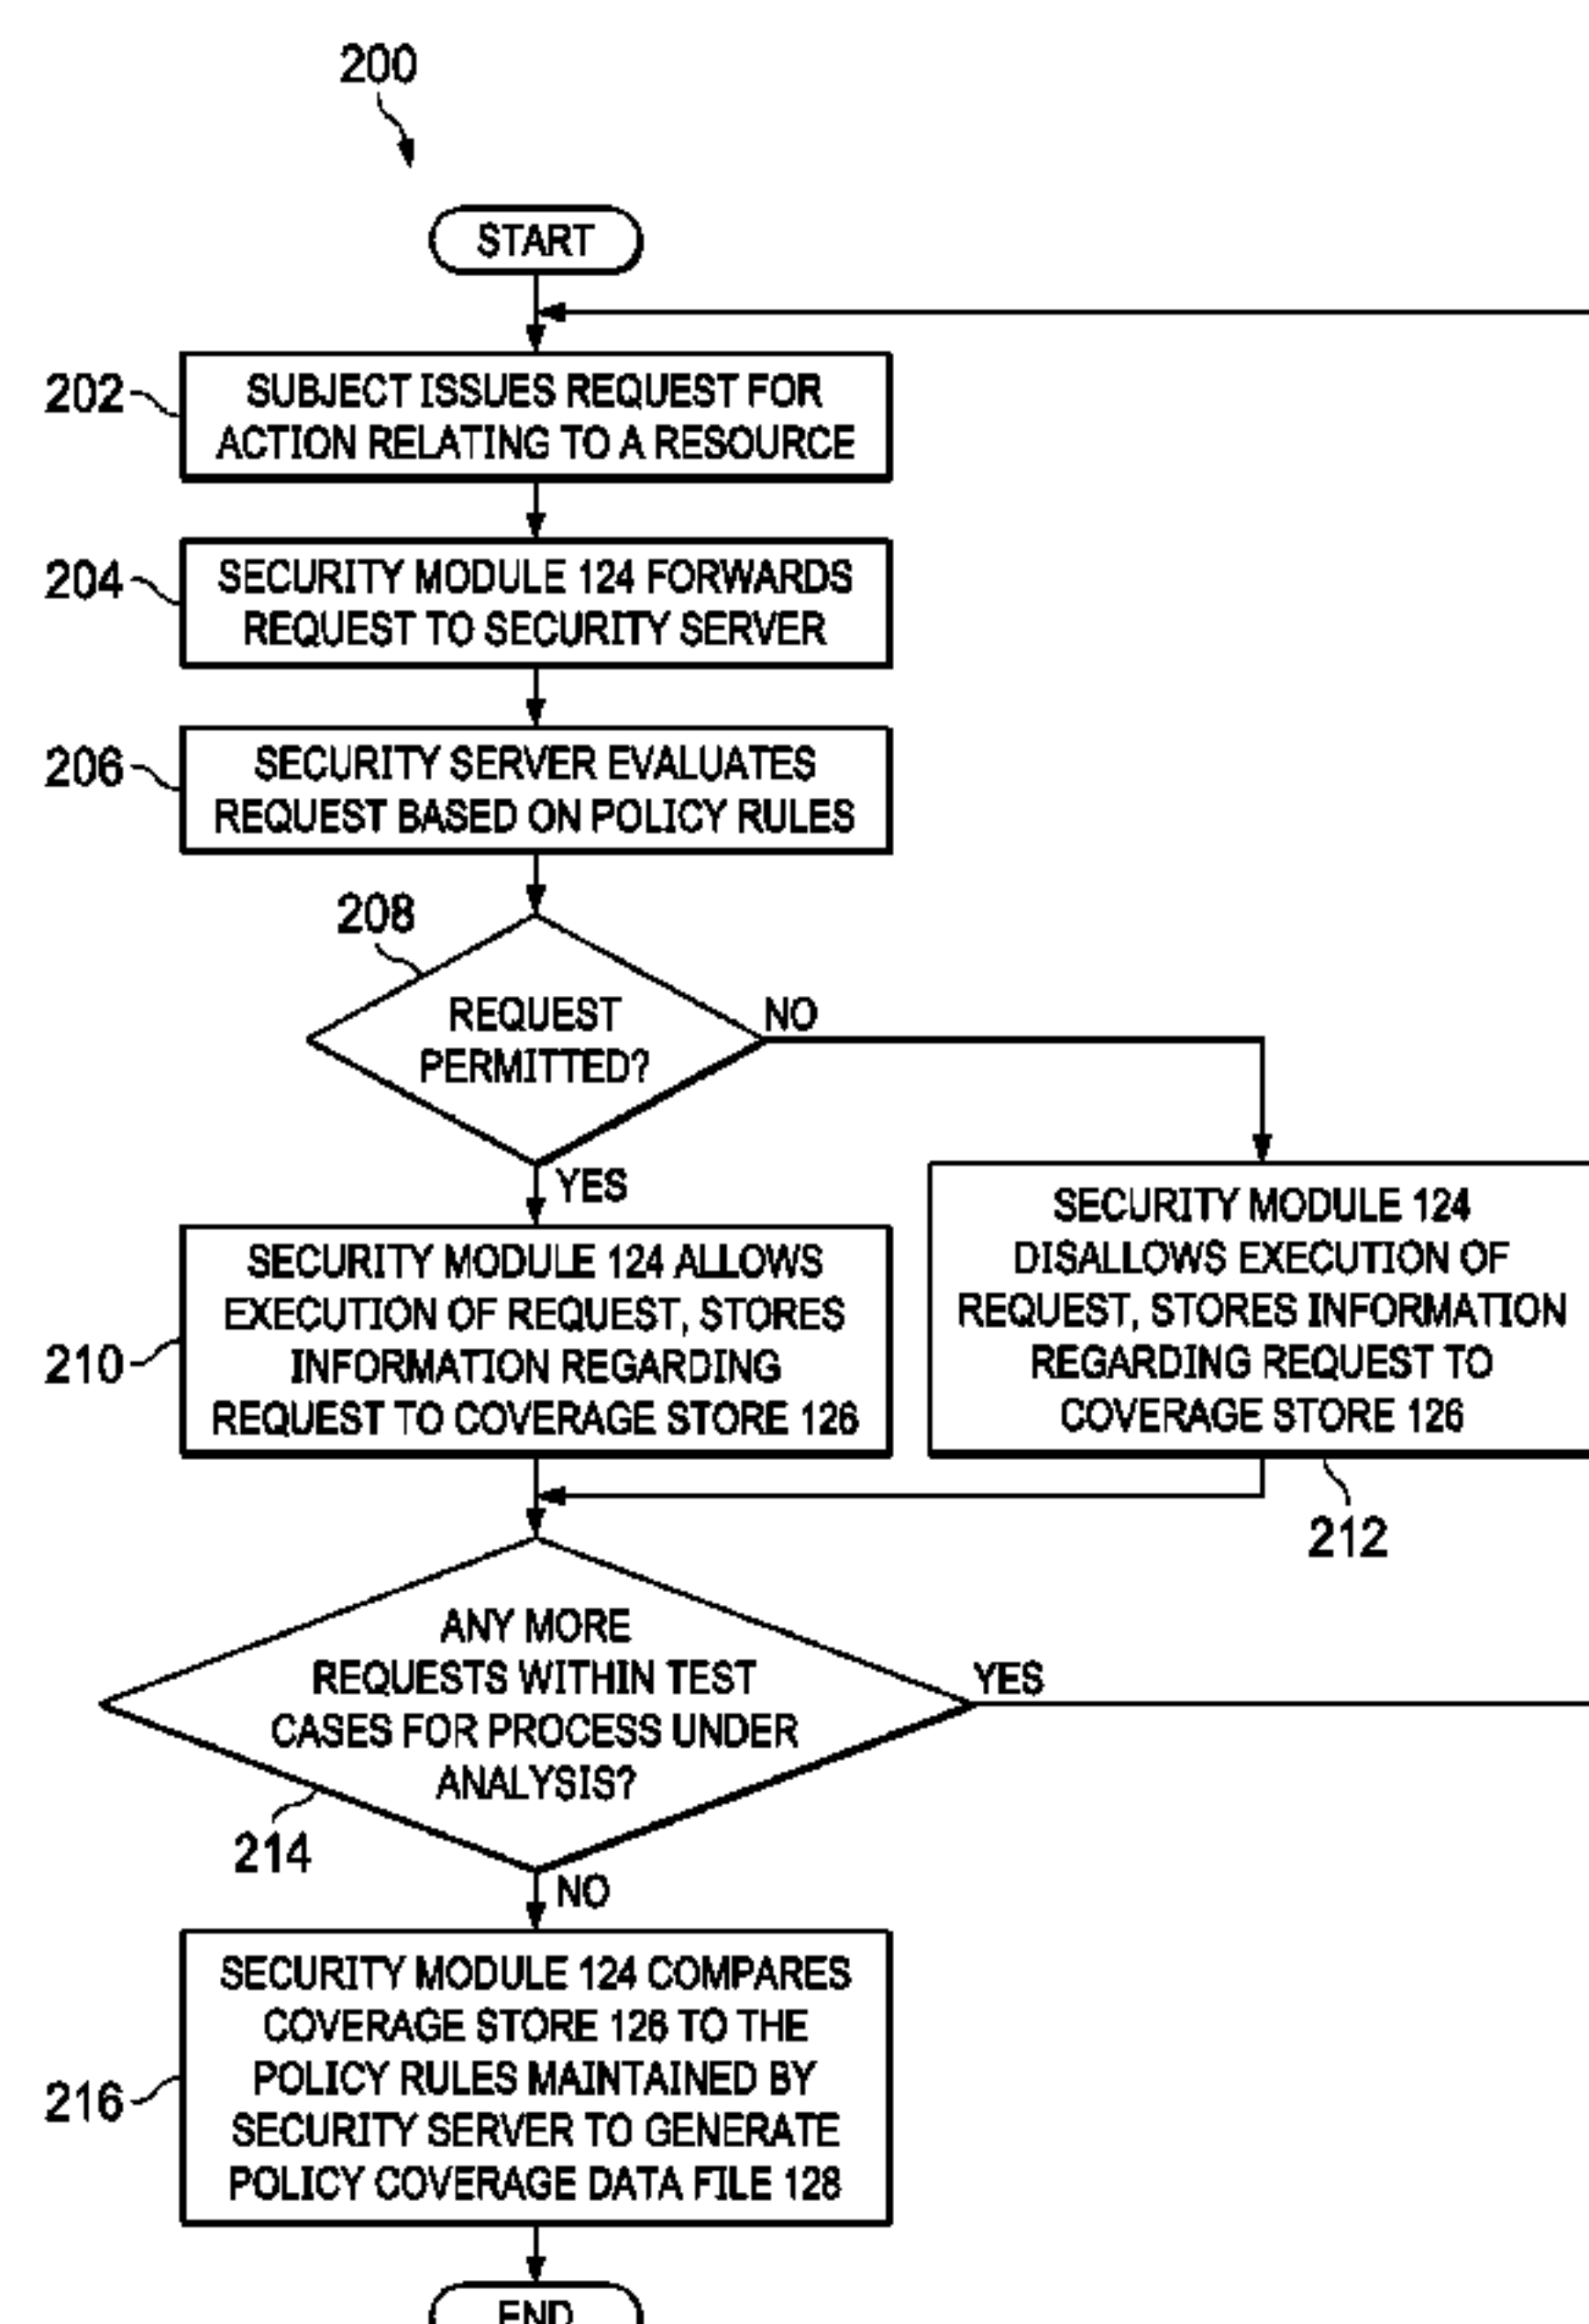 200
START
202
SUBJECT ISSUES REQUEST FOR
ACTION RELATING TO A RESOURCE
204
SECURITY MODULE 124 FORWARDS
REQUEST TO SECURITY SERVER
206
SECURITY SERVER EVALUATES
REQUEST BASED ON POLICY RULES
208
REQUEST
PERMITTED?
NO
YES
210
SECURITY MODULE 124 ALLOWS
EXECUTION OF REQUEST, STORES
INFORMATION REGARDING
REQUEST TO COVERAGE STORE 126
SECURITY MODULE 124
DISALLOWS EXECUTION OF
REQUEST, STORES INFORMATION
REGARDING REQUEST TO
COVERAGE STORE 126
212
ANY MORE
REQUESTS WITHIN TEST
CASES FOR PROCESS UNDER
ANALYSIS?
YES
214
NO
216
SECURITY MODULE 124 COMPARES
COVERAGE STORE 126 TO THE
POLICY RULES MAINTAINED BY
SECURITY SERVER TO GENERATE
POLICY COVERAGE DATA FILE 128
END